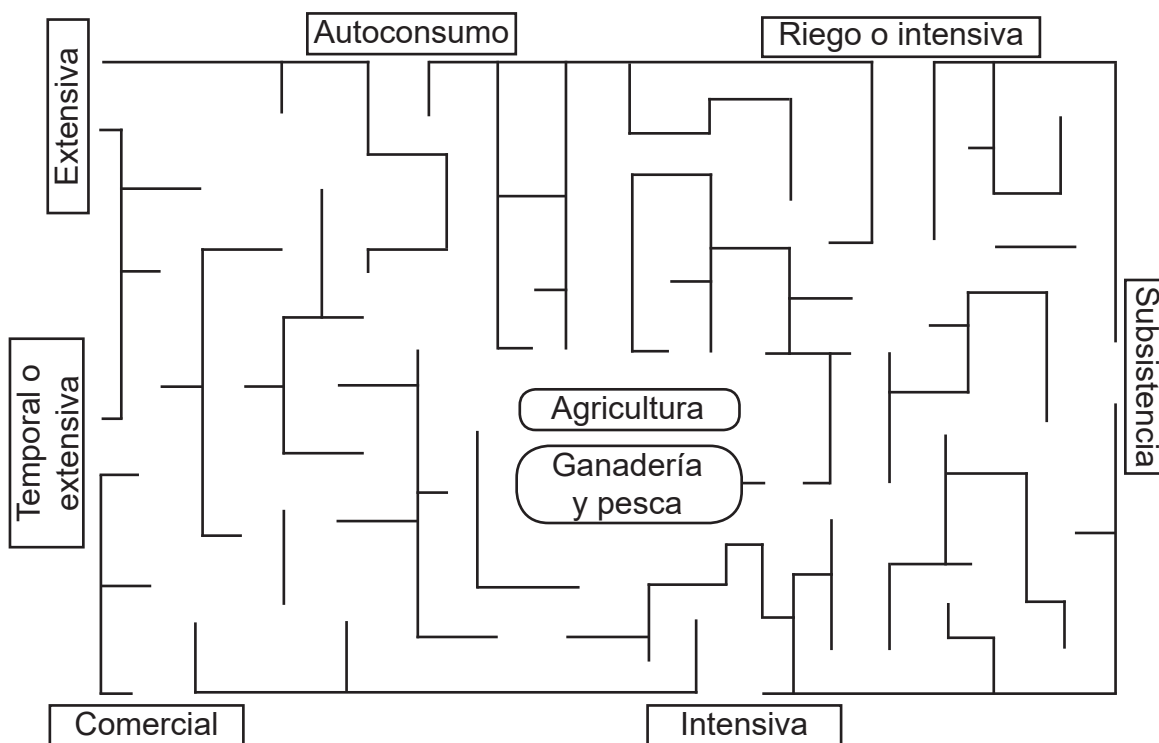 Autoconsumo
Riego o intensiva
Extensiva
Temporal o
extensiva
Agricultura
Ganadería
y pesca
Subsistencia
Comercial
Intensiva